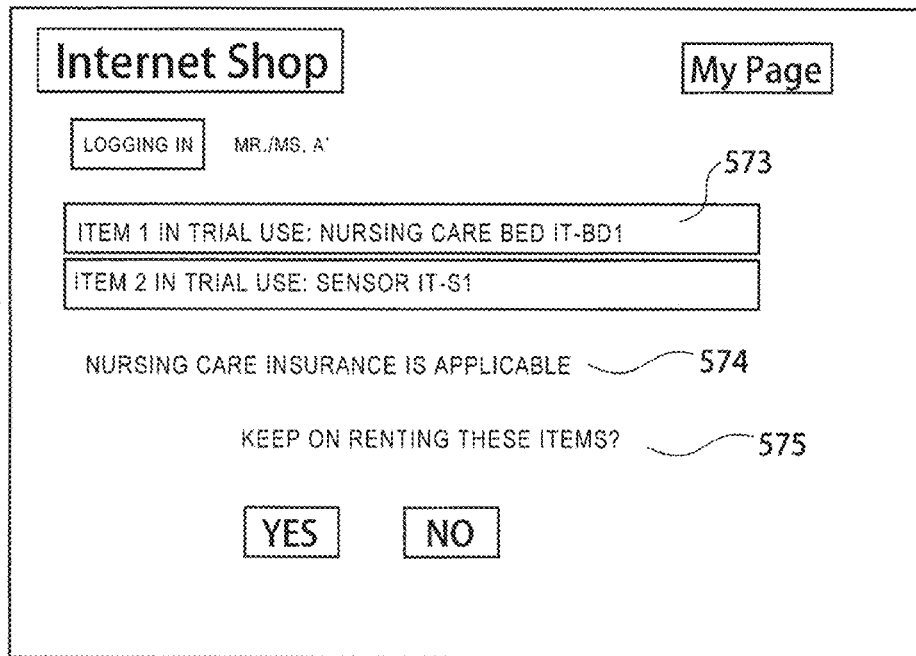 Internet Shop
My Page
LOGGING IN MR./MS. A'
573
ITEM 1 IN TRIAL USE: NURSING CARE BED IT-BD1
ITEM 2 IN TRIAL USE: SENSOR IT-S1
NURSING CARE INSURANCE IS APPLICABLE 574
KEEP ON RENTING THESE ITEMS? 575
YES NO